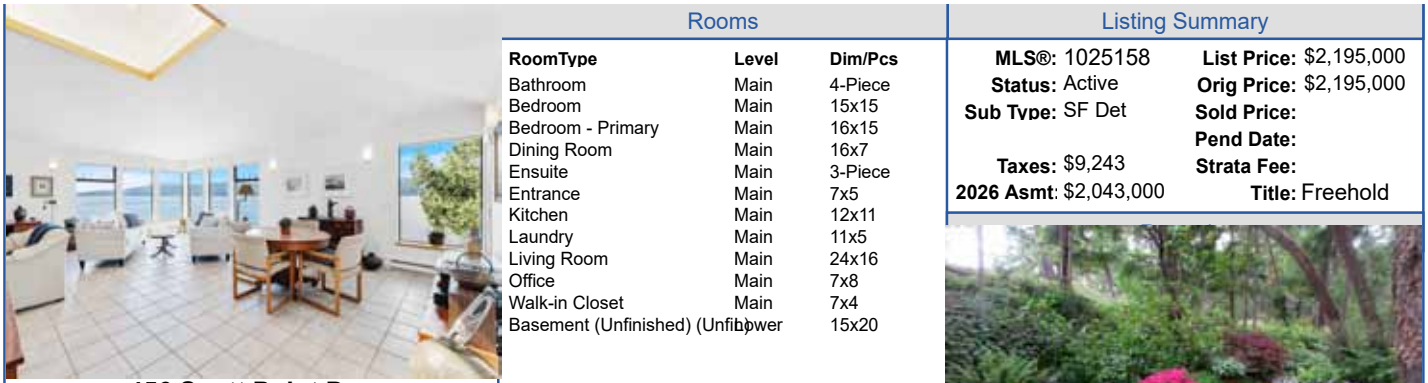 Rooms
RoomType Level Dim/Pcs
Bathroom Main 4-Piece
Bedroom Main 15x15
Bedroom - Primary Main 16x15
Dining Room Main 16x7
Ensuite Main 3-Piece
Entrance Main 7x5
Kitchen Main 12x11
Laundry Main 11x5
Living Room Main 24x16
Office Main 7x8
Walk-in Closet Main 7x4
Basement (Unfinished) Lower 15x20
Listing Summary
MLS®: 1025158 List Price: $2,195,000
Status: Active Orig Price: $2,195,000
Sub Type: SF Det Sold Price:
Pend Date:
Taxes: $9,243 Strata Fee:
2026 Asmt: $2,043,000 Title: Freehold